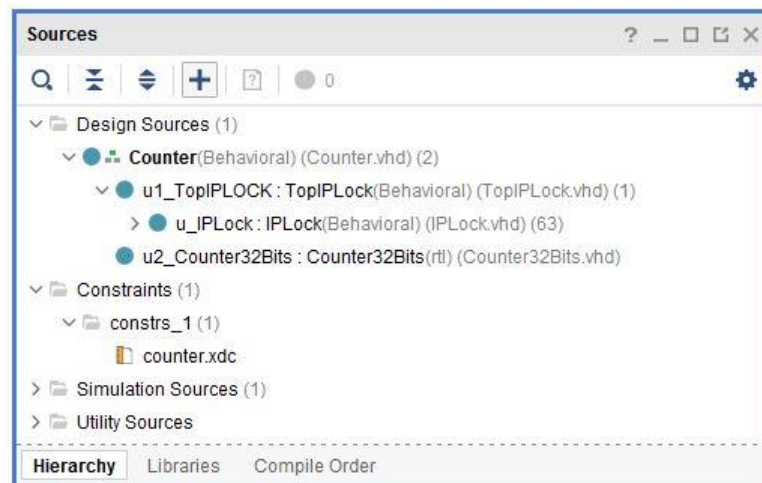 Sources
? 0
Design Sources (1)
Counter(Behavioral) (Counter.vhd) (2)
u1_TopIPLOCK : TopIPLock(Behavioral) (TopIPLock.vhd) (1)
u_IPLock : IPLock(Behavioral) (IPLock.vhd) (63)
u2_Counter32Bits : Counter32Bits(rtl) (Counter32Bits.vhd)
Constraints (1)
constrs_1 (1)
counter.xdc
Simulation Sources (1)
Utility Sources
Hierarchy Libraries Compile Order